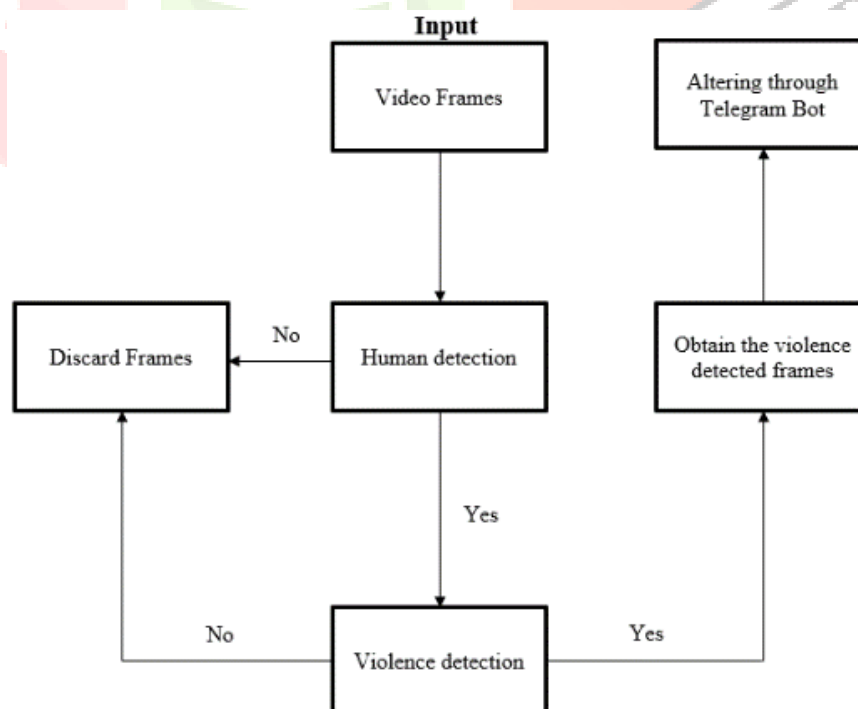 Input
Video Frames
Altering through
Telegram Bot
Discard Frames
No
Human detection
Obtain the violence
detected frames
Yes
No
Violence detection
Yes